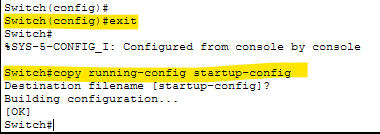 Switch(config)#
Switch(config)#exit
Switch#
%SYS-5-CONFIG_I: Configured from console by console
Switch#copy running-config startup-config
Destination filename [startup-config]?
Building configuration...
[OK]
Switch#